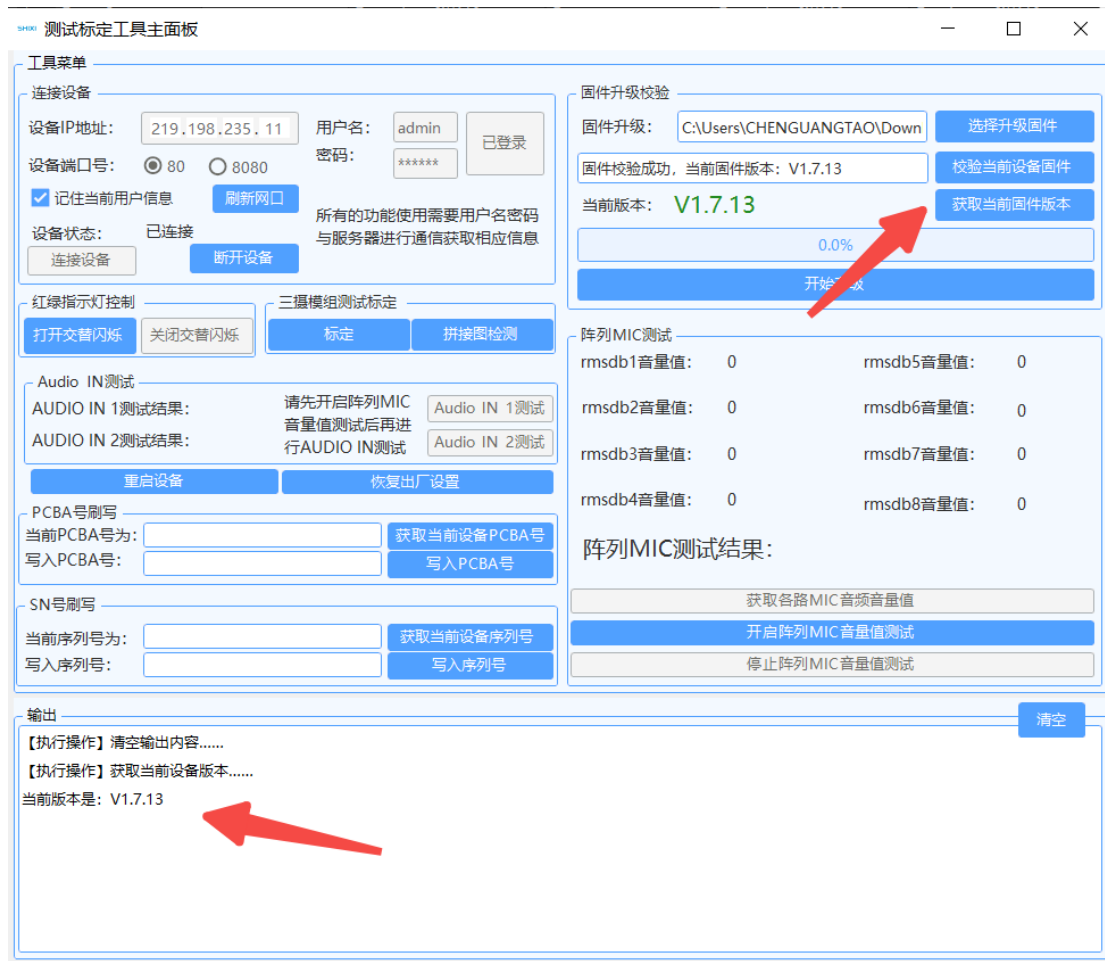 SHXO 测试标定工具主面板
工具菜单
连接设备
设备IP地址: 219.198.235. 11
用户名: admin
密码: ******
已登录
设备端口号: 80 8080
记住当前用户信息
刷新网口
设备状态: 已连接
所有的功能使用需要用户名密码
与服务器进行通信获取相应信息
连接设备
断开设备
固件升级校验
固件升级: C:\Users\CHENGUANGTAO\Down
选择升级固件
固件校验成功，当前固件版本：V1.7.13
校验当前设备固件
当前版本: V1.7.13
获取当前固件版本
0.0%
开始升级
红绿指示灯控制
打开交替闪烁
关闭交替闪烁
三摄模组测试标定
标定
拼接图检测
Audio IN测试
AUDIO IN 1测试结果:
AUDIO IN 2测试结果:
请先开启阵列MIC
音量值测试后再进
行AUDIO IN测试
Audio IN 1测试
Audio IN 2测试
重启设备
恢复出厂设置
PCBA号刷写
当前PCBA号为:
获取当前设备PCBA号
写入PCBA号:
写入PCBA号
SN号刷写
当前序列号为:
获取当前设备序列号
写入序列号:
写入序列号
阵列MIC测试
rmsdb1音量值: 0
rmsdb5音量值: 0
rmsdb2音量值: 0
rmsdb6音量值: 0
rmsdb3音量值: 0
rmsdb7音量值: 0
rmsdb4音量值: 0
rmsdb8音量值: 0
阵列MIC测试结果:
获取各路MIC音频音量值
开启阵列MIC音量值测试
停止阵列MIC音量值测试
输出
清空
【执行操作】清空输出内容......
【执行操作】获取当前设备版本......
当前版本是：V1.7.13